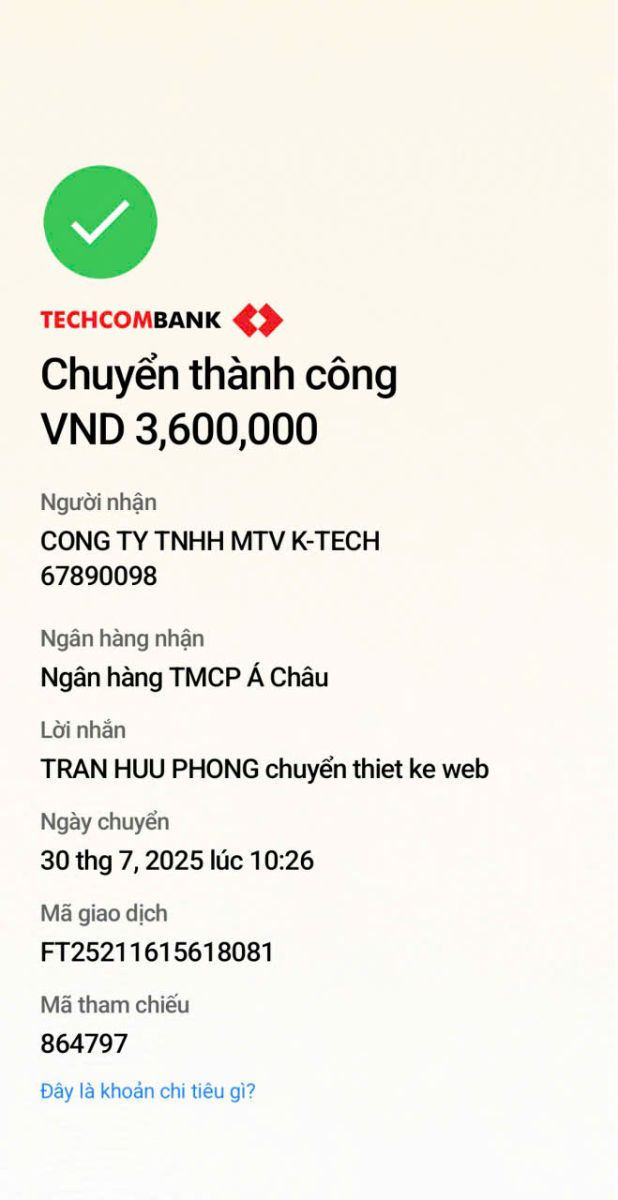 TECHCOMBANK
Chuyển thành công
VND 3,600,000
Người nhận
CONG TY TNHH MTV K-TECH
67890098
Ngân hàng nhận
Ngân hàng TMCP Á Châu
Lời nhắn
TRAN HUU PHONG chuyển thiet ke web
Ngày chuyển
30 thg 7, 2025 lúc 10:26
Mã giao dịch
FT25211615618081
Mã tham chiếu
864797
Đây là khoản chi tiêu gì?